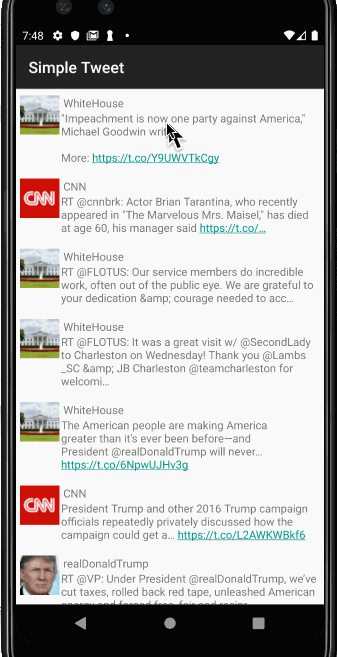 7:48
Simple Tweet
WhiteHouse
"Impeachment is now one party against America,"
Michael Goodwin
More: https://t.co/Y9UWVTkCgy
CNN
CNN
RT @cnnbrk: Actor Brian Tarantina, who recently
appeared in "The Marvelous Mrs. Maisel," has died
at age 60, his manager said https://t.co/…
WhiteHouse
RT @FLOTUS: Our service members do incredible
work, often out of the public eye. We are grateful to
your dedication &amp; courage needed to acc…
WhiteHouse
RT @FLOTUS: It was a great visit w/ @SecondLady
to Charleston on Wednesday! Thank you @Lambs
_SC &amp; JB Charleston @teamcharleston for
welcomi…
WhiteHouse
The American people are making America
greater than it's ever been before—and
President @realDonaldTrump will never…
https://t.co/6NpwUJHv3g
CNN
CNN
President Trump and other 2016 Trump campaign
officials repeatedly privately discussed how the
campaign could get a… https://t.co/L2AWKWBkf6
realDonaldTrump
RT @VP: Under President @realDonaldTrump, we've
cut taxes, rolled back red tape, unleashed American